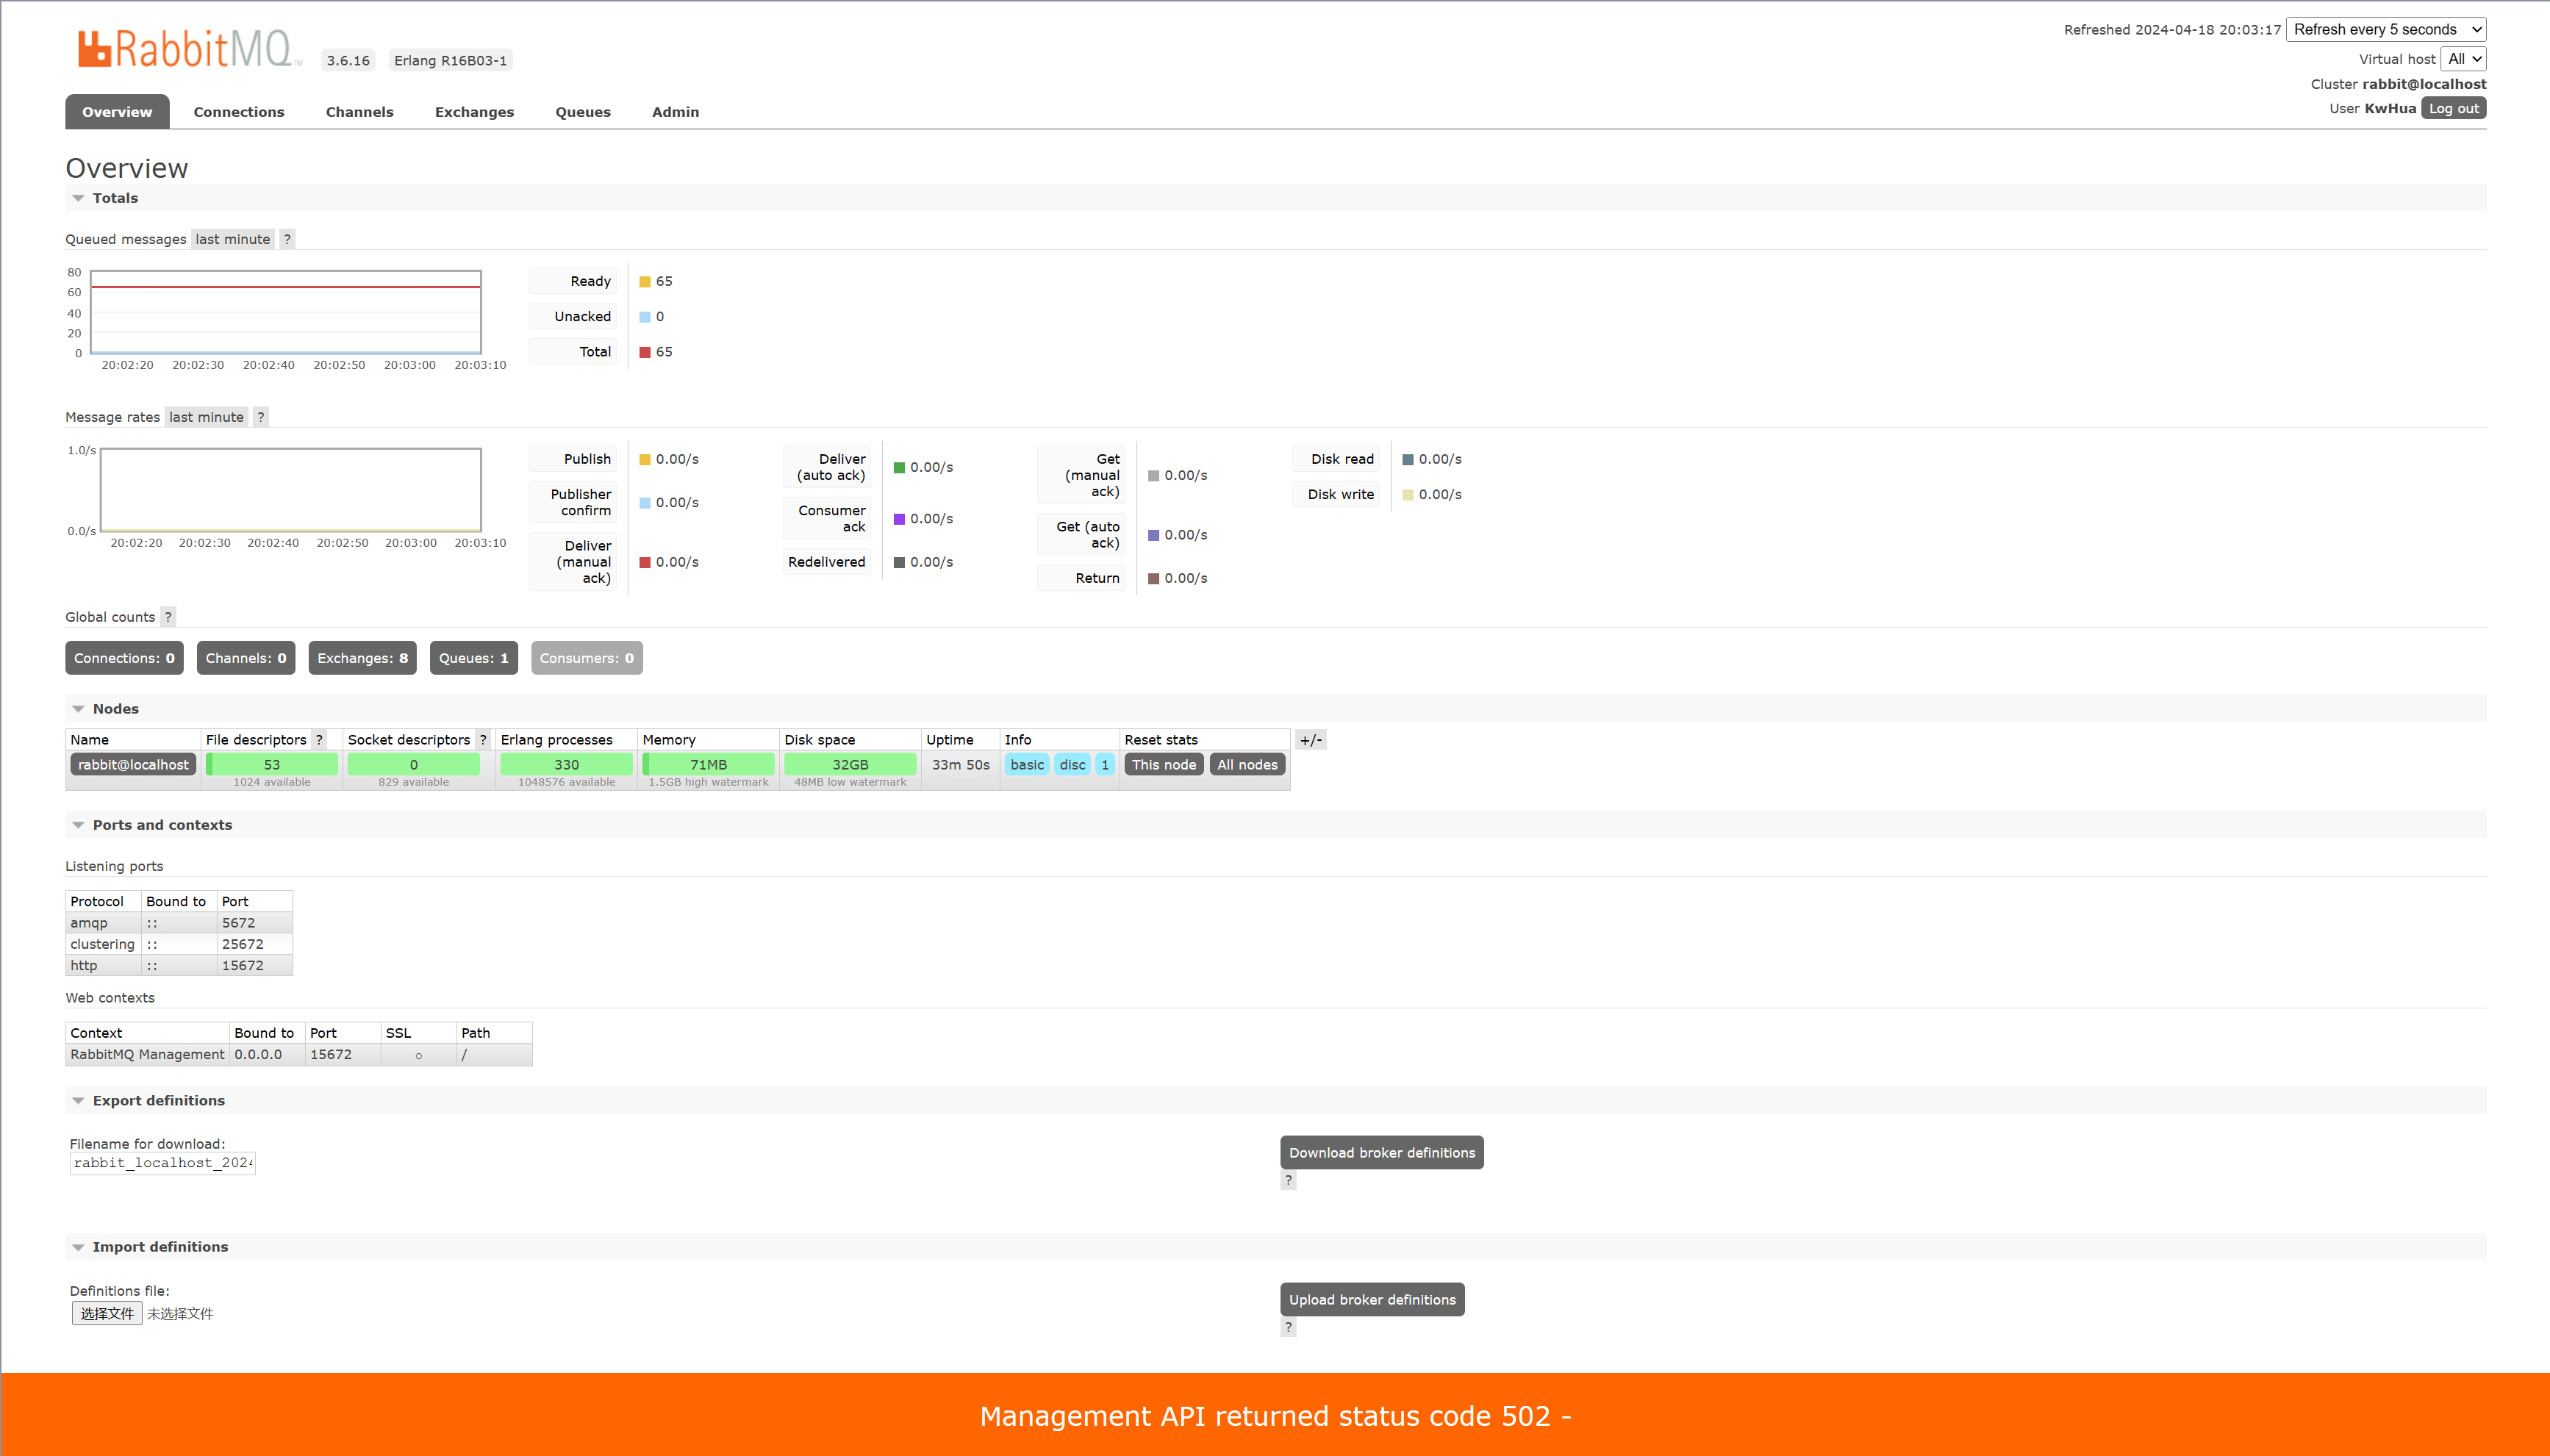 RabbitMQ™ 3.6.16 Erlang R16B03-1
Refreshed 2024-04-18 20:03:17 Refresh every 5 seconds
Virtual host All
Cluster rabbit@localhost
User KwHua Log out
Overview Connections Channels Exchanges Queues Admin
Overview
Totals
Queued messages last minute ?
80
60
40
20
0
20:02:20 20:02:30 20:02:40 20:02:50 20:03:00 20:03:10
Ready 65
Unacked 0
Total 65
Message rates last minute ?
1.0/s
0.0/s
20:02:20 20:02:30 20:02:40 20:02:50 20:03:00 20:03:10
Publish 0.00/s
Publisher
confirm 0.00/s
Deliver
(manual
ack) 0.00/s
Deliver
(auto ack) 0.00/s
Consumer
ack 0.00/s
Redelivered 0.00/s
Get
(manual
ack) 0.00/s
Get (auto
ack) 0.00/s
Return 0.00/s
Disk read 0.00/s
Disk write 0.00/s
Global counts ?
Connections: 0 Channels: 0 Exchanges: 8 Queues: 1 Consumers: 0
Nodes
Name File descriptors ? Socket descriptors ? Erlang processes Memory Disk space Uptime Info Reset stats +/-
rabbit@localhost 53 0 330 71MB 32GB 33m 50s basic disc 1 This node All nodes
1024 available 829 available 1048576 available 1.5GB high watermark 48MB low watermark
Ports and contexts
Listening ports
Protocol Bound to Port
amqp :: 5672
clustering :: 25672
http :: 15672
Web contexts
Context Bound to Port SSL Path
RabbitMQ Management 0.0.0.0 15672 ○ /
Export definitions
Filename for download:
rabbit_localhost_2024
Download broker definitions
?
Import definitions
Definitions file:
选择文件 未选择文件
Upload broker definitions
?
Management API returned status code 502 -